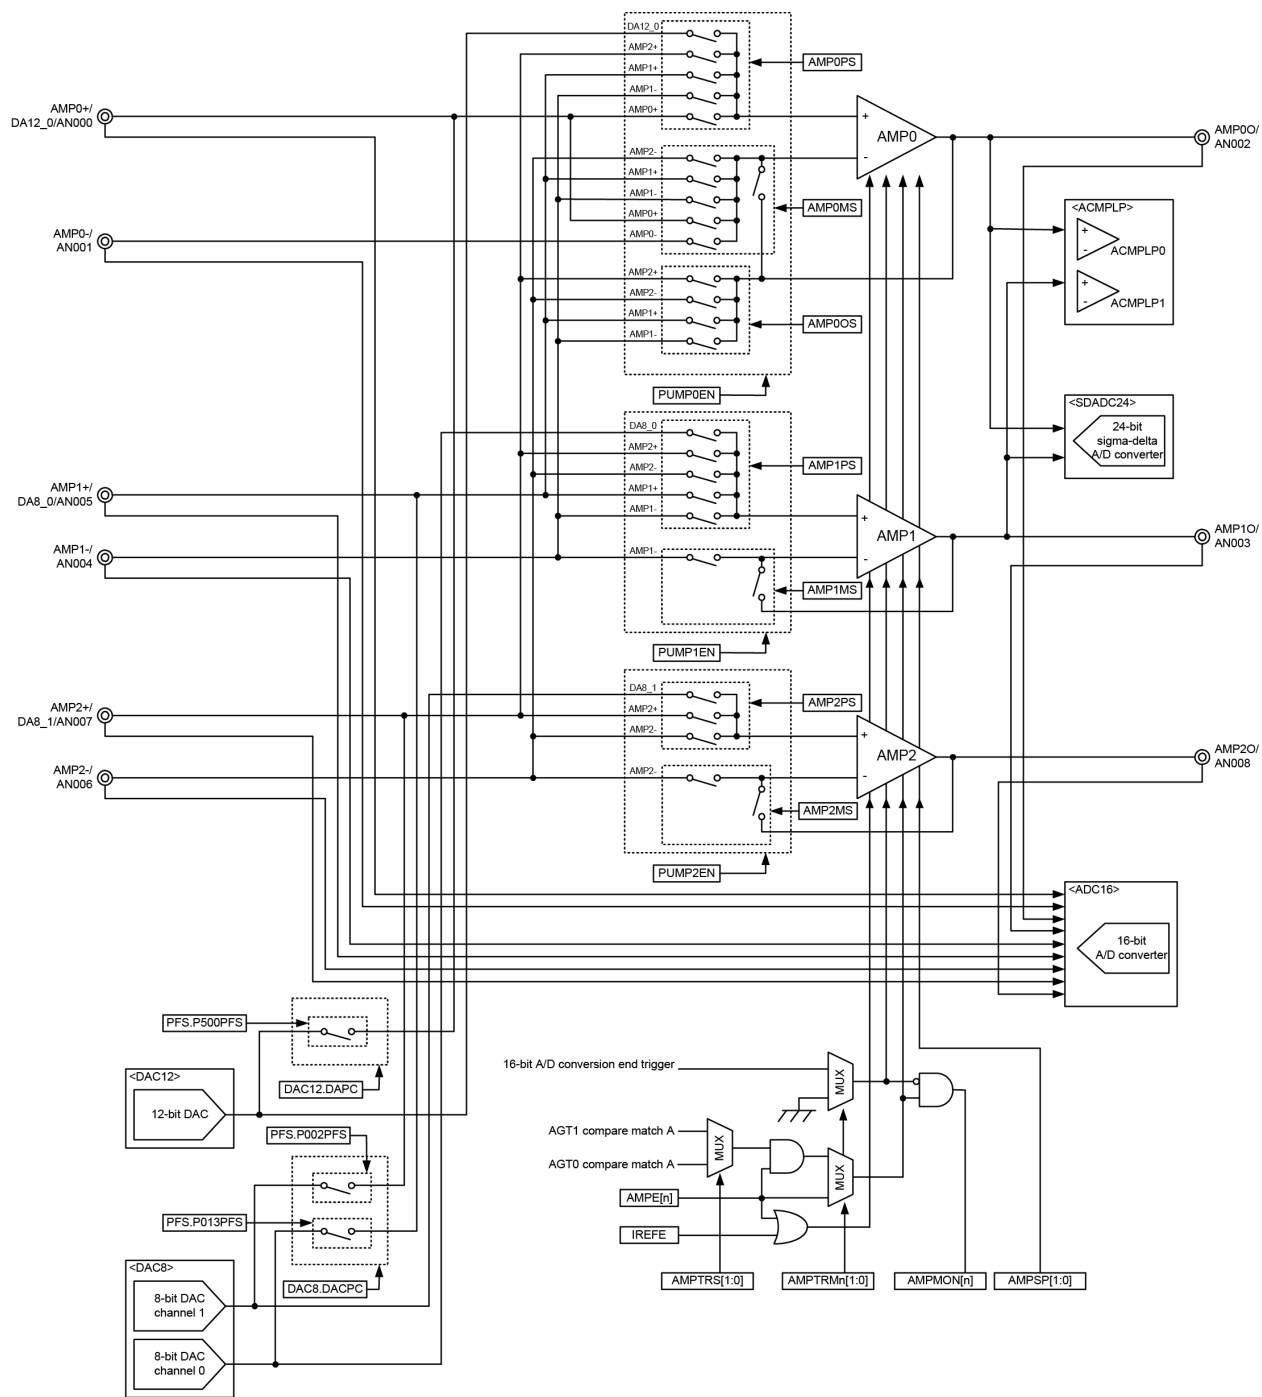 DA12_0
AMP2+
AMP1+
AMP1-
AMP0+
AMP0PS
AMP0+/
DA12_0/AN000
+
-
AMP0
AMP0O/
AN002
AMP2-
AMP1+
AMP1-
AMP0+
AMP0-
AMP0MS
AMP0-/
AN001
<ACMPLP>
+
-
ACMPLP0
+
-
ACMPLP1
AMP2+
AMP2-
AMP1+
AMP1-
AMP0OS
PUMP0EN
<SDADC24>
24-bit
sigma-delta
A/D converter
DA8_0
AMP2+
AMP2-
AMP1+
AMP1-
AMP1PS
AMP1+/
DA8_0/AN005
AMP1-/
AN004
+
-
AMP1
AMP1O/
AN003
AMP1-
AMP1MS
PUMP1EN
DA8_1
AMP2+
AMP2-
AMP2PS
AMP2+/
DA8_1/AN007
AMP2-/
AN006
+
-
AMP2
AMP2O/
AN008
AMP2-
AMP2MS
PUMP2EN
<ADC16>
16-bit
A/D converter
PFS.P500PFS
DAC12.DAPC
<DAC12>
12-bit DAC
PFS.P002PFS
PFS.P013PFS
DAC8.DACPC
<DAC8>
8-bit DAC
channel 1
8-bit DAC
channel 0
16-bit A/D conversion end trigger
MUX
AGT1 compare match A
AGT0 compare match A
MUX
MUX
AMPE[n]
IREFE
AMPTRS[1:0]
AMPTRMn[1:0]
AMPMON[n]
AMPSP[1:0]